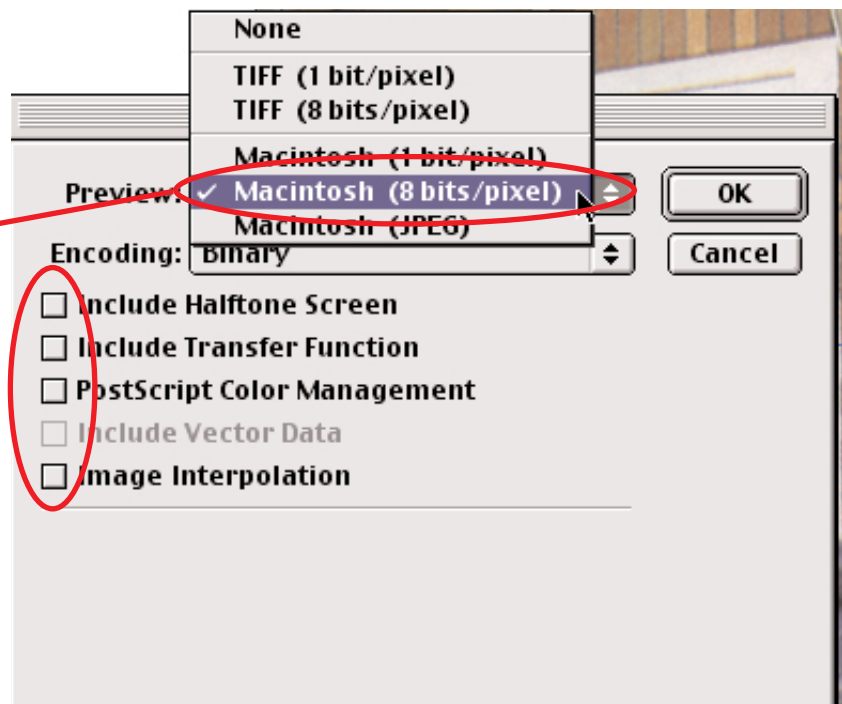 None
TIFF (1 bit/pixel)
TIFF (8 bits/pixel)
Macintosh (1 bit/pixel)
Preview: ✓ Macintosh (8 bits/pixel) OK
Macintosh (JPEG)
Encoding: Binary Cancel
Include Halftone Screen
Include Transfer Function
PostScript Color Management
Include Vector Data
Image Interpolation